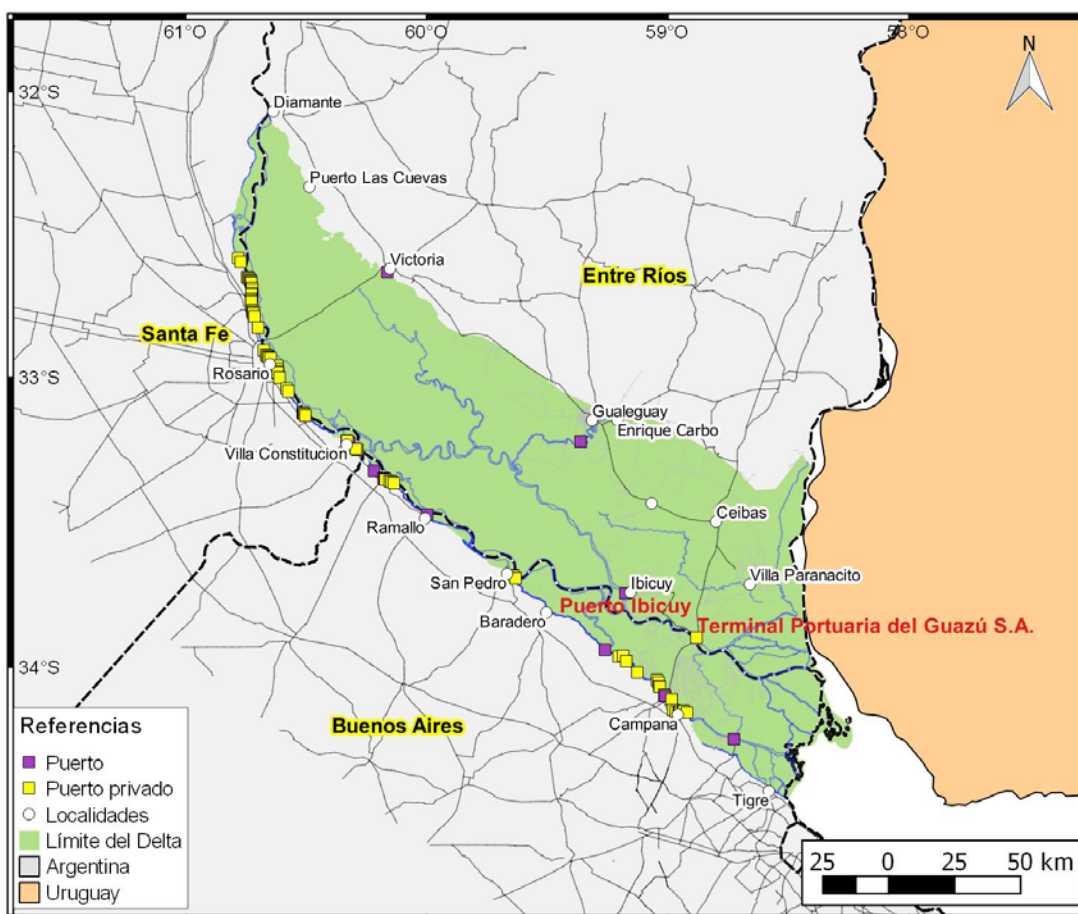 61°O
60°O
59°O
58°O
N
32°S
Diamante
Puerto Las Cuevas
Victoria
Entre Ríos
Santa Fe
33°S
Rosario
Gualeguay
Enrique Carbo
Villa Constitucion
Ceibas
Ramallo
San Pedro
Ibicuy
Villa Paranacito
Puerto Ibicuy
Baradero
Terminal Portuaria del Guazú S.A.
34°S
Campana
Buenos Aires
Tigre
Referencias
Puerto
Puerto privado
Localidades
Límite del Delta
Argentina
Uruguay
25 0 25 50 km